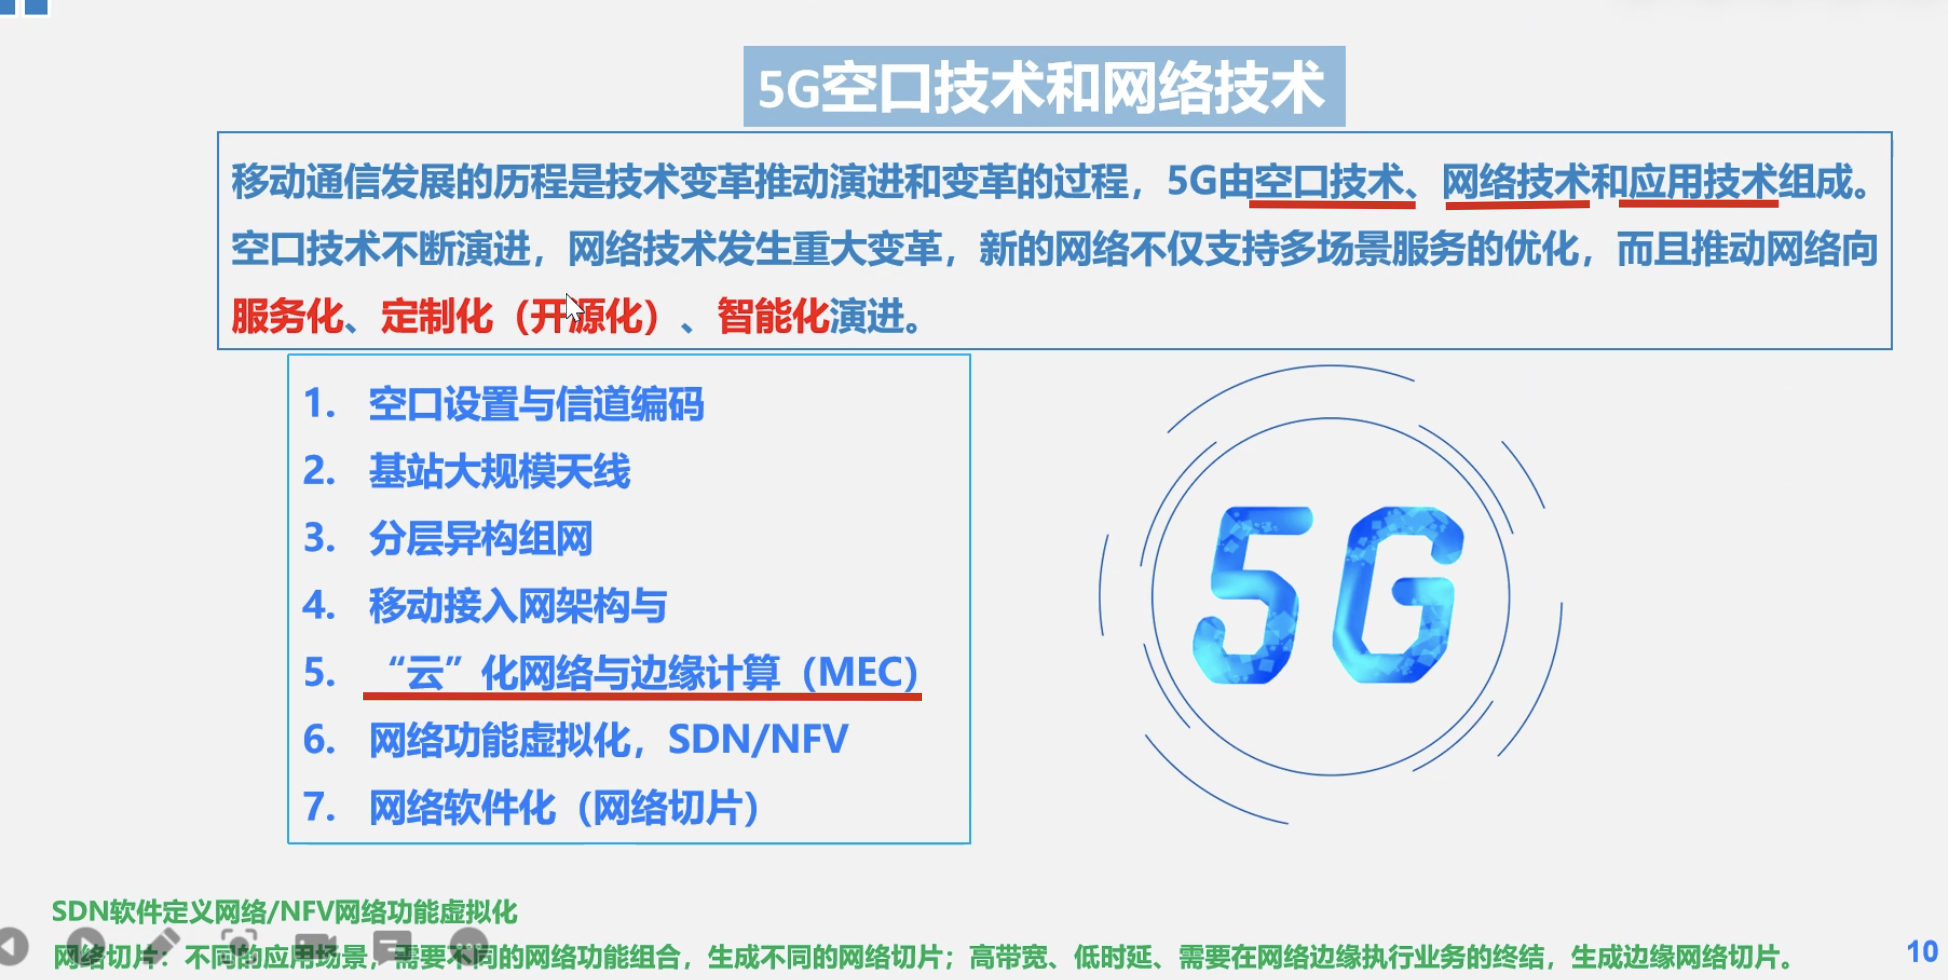 5G空口技术和网络技术
移动通信发展的历程是技术变革推动演进和变革的过程，5G由空口技术、网络技术和应用技术组成。
空口技术不断演进，网络技术发生重大变革，新的网络不仅支持多场景服务的优化，而且推动网络向
服务化、定制化（开源化）、智能化演进。
1. 空口设置与信道编码
2. 基站大规模天线
3. 分层异构组网
4. 移动接入网架构与
5. “云”化网络与边缘计算（MEC）
6. 网络功能虚拟化，SDN/NFV
7. 网络软件化（网络切片）
5G
SDN软件定义网络/NFV网络功能虚拟化
网络切片：不同的应用场景，需要不同的网络功能组合，生成不同的网络切片；高带宽、低时延、需要在网络边缘执行业务的终结，生成边缘网络切片。
10